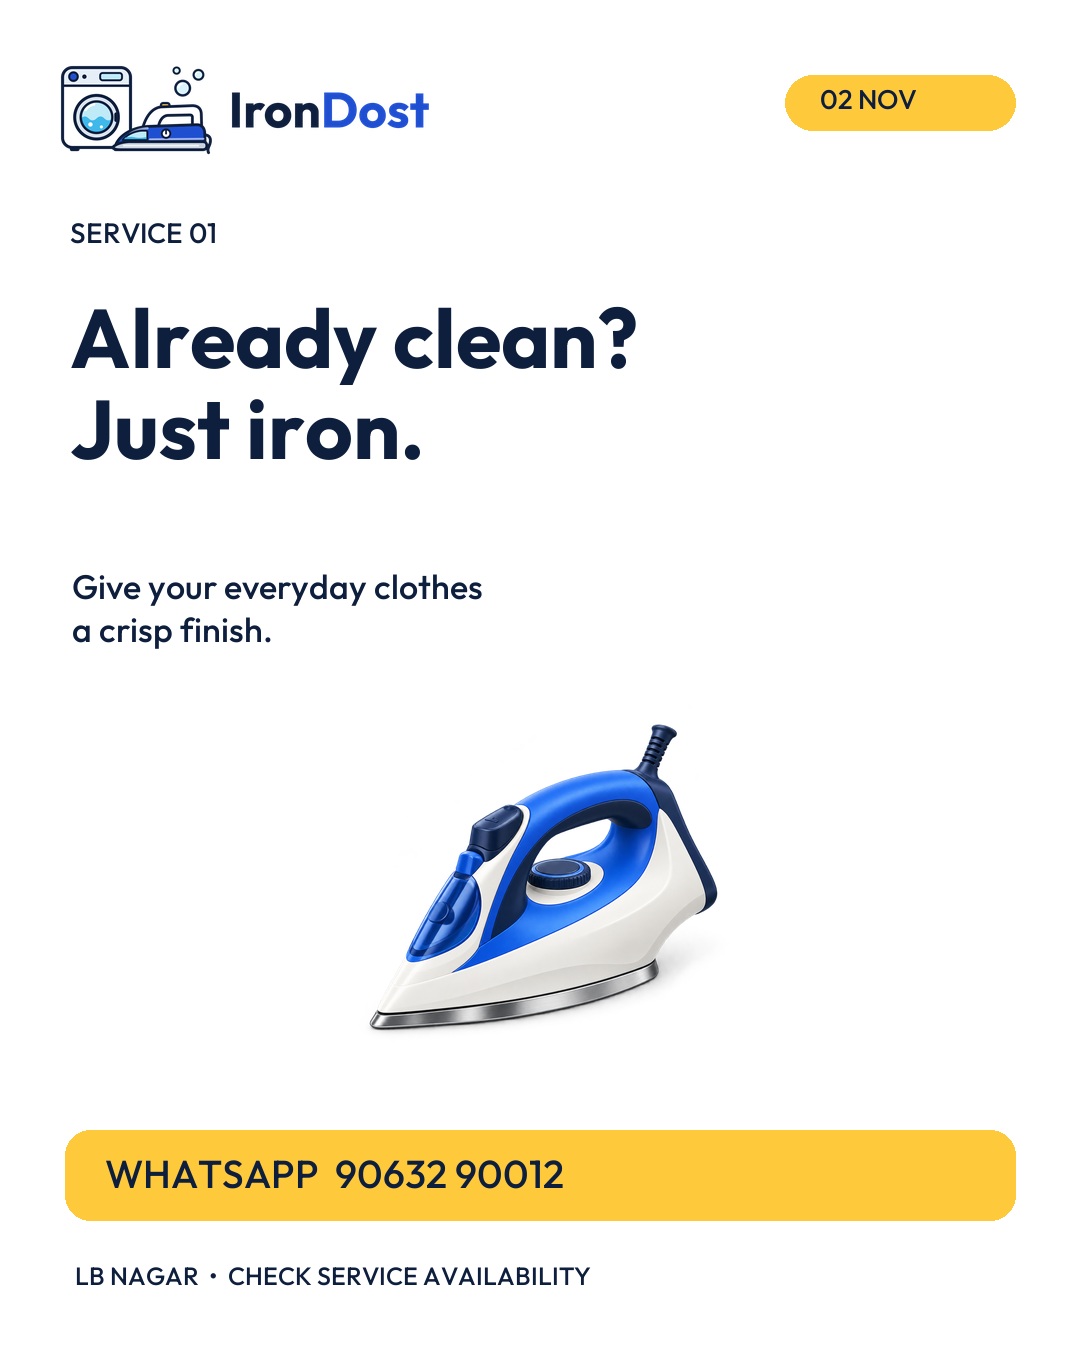 IronDost
02 NOV
SERVICE 01
Already clean?
Just iron.
Give your everyday clothes
a crisp finish.
WHATSAPP 90632 90012
LB NAGAR • CHECK SERVICE AVAILABILITY